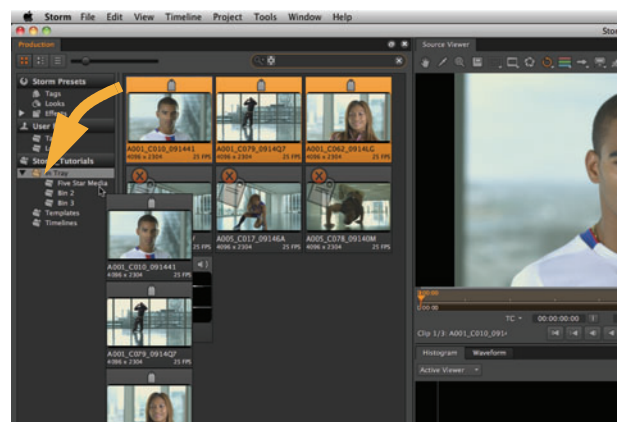 Storm File Edit View Timeline Project Tools Window Help
Production
Source Viewer
Storm Presets
Tags
Looks
Effects
User
Storm_Tutorials
In Tray
Five Star Media
Bin 2
Bin 3
Templates
Timelines
A001_C010_091441
4096 x 2304 25 FPS
A001_C079_0914Q7
4096 x 2304 25 FPS
A001_C062_0914LG
4096 x 2304 25 FPS
25 FPS
A005_C017_09146A
4096 x 2304 25 FPS
A005_C078_09140M
4096 x 2304 25 FPS
A001_C010_091441
4096 x 2304 25 FPS
A001_C079_0914Q7
4096 x 2304 25 FPS
TC
00:00:00:00
Clip 1/3: A001_C010_091
Histogram Waveform
Active Viewer